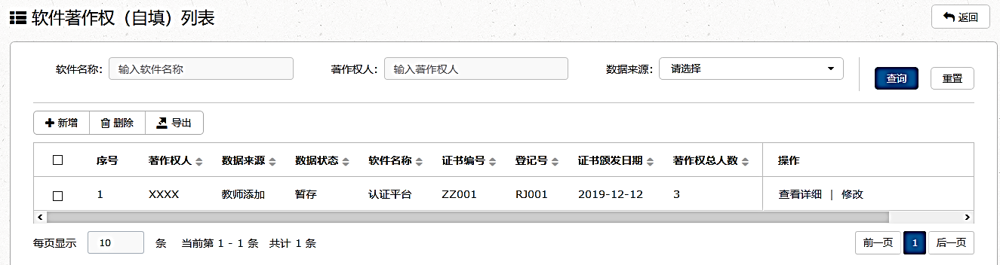 软件著作权（自填）列表
返回
软件名称： 输入软件名称 著作权人： 输入著作权人 数据来源： 请选择 查询 重置
新增 删除 导出
序号 著作权人 数据来源 数据状态 软件名称 证书编号 登记号 证书颁发日期 著作权总人数 操作
1 XXXX 教师添加 暂存 认证平台 ZZ001 RJ001 2019-12-12 3 查看详细 | 修改
每页显示 10 条 当前第 1 - 1 条 共计 1 条 前一页 1 后一页